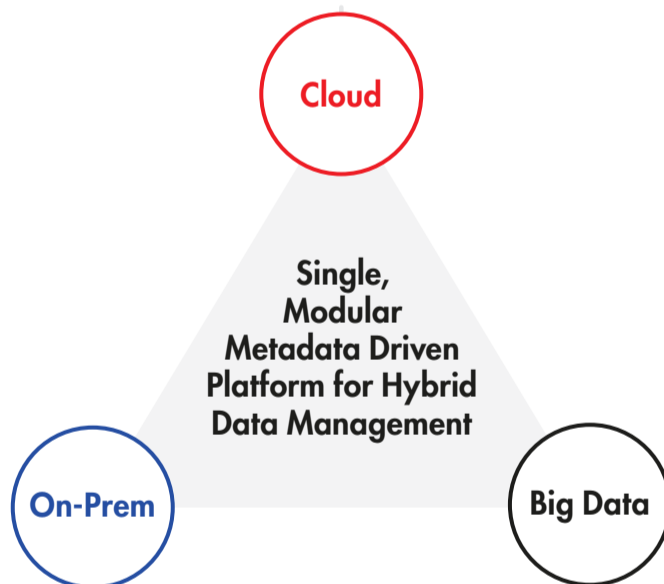 Cloud
Single,
Modular
Metadata Driven
Platform for Hybrid
Data Management
On-Prem
Big Data